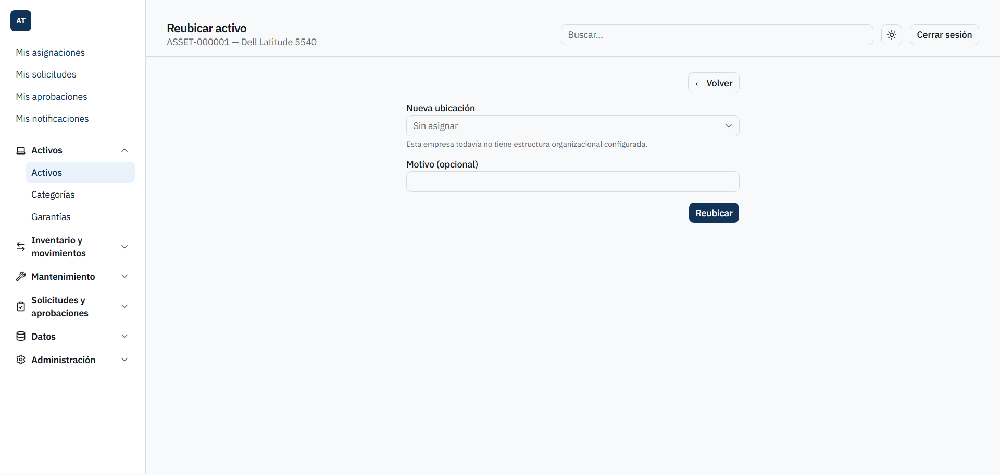 AT
Mis asignaciones
Mis solicitudes
Mis aprobaciones
Mis notificaciones
Activos
Activos
Categorías
Garantías
Inventario y
movimientos
Mantenimiento
Solicitudes y
aprobaciones
Datos
Administración
Reubicar activo
ASSET-000001 — Dell Latitude 5540
Buscar...
Cerrar sesión
← Volver
Nueva ubicación
Sin asignar
Esta empresa todavía no tiene estructura organizacional configurada.
Motivo (opcional)
Reubicar